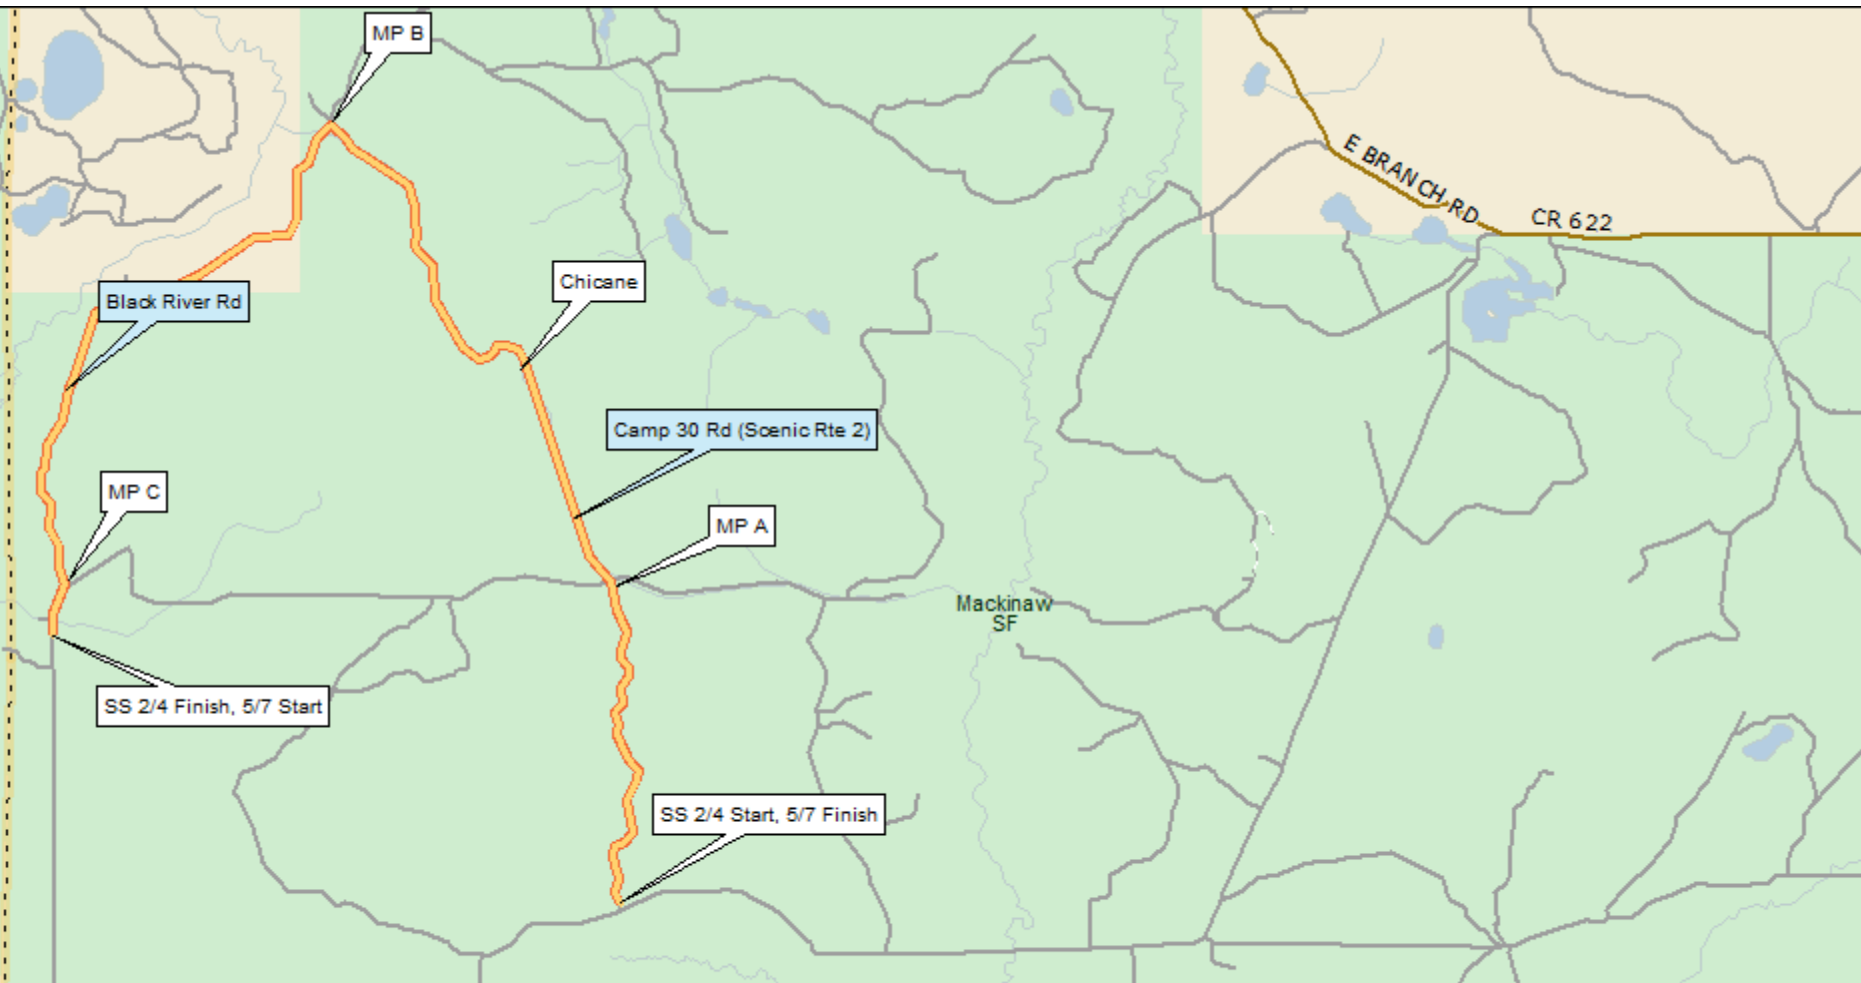 MP B
E BRANCH RD
CR 622
Chicane
Black River Rd
Camp 30 Rd (Scenic Rte 2)
MP C
MP A
Mackinaw
SF
SS 2/4 Finish, 5/7 Start
SS 2/4 Start, 5/7 Finish